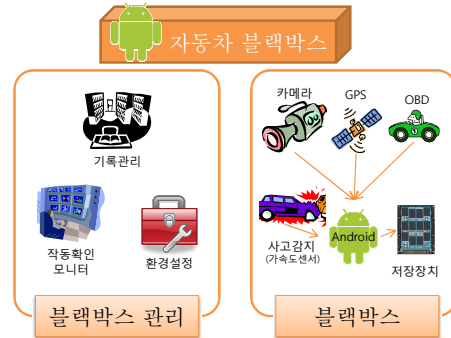 자동차 블랙박스
카메라
GPS
OBD
기록관리
작동확인
모니터
환경설정
사고감지
(가속도센서)
Android
저장장치
블랙박스 관리
블랙박스